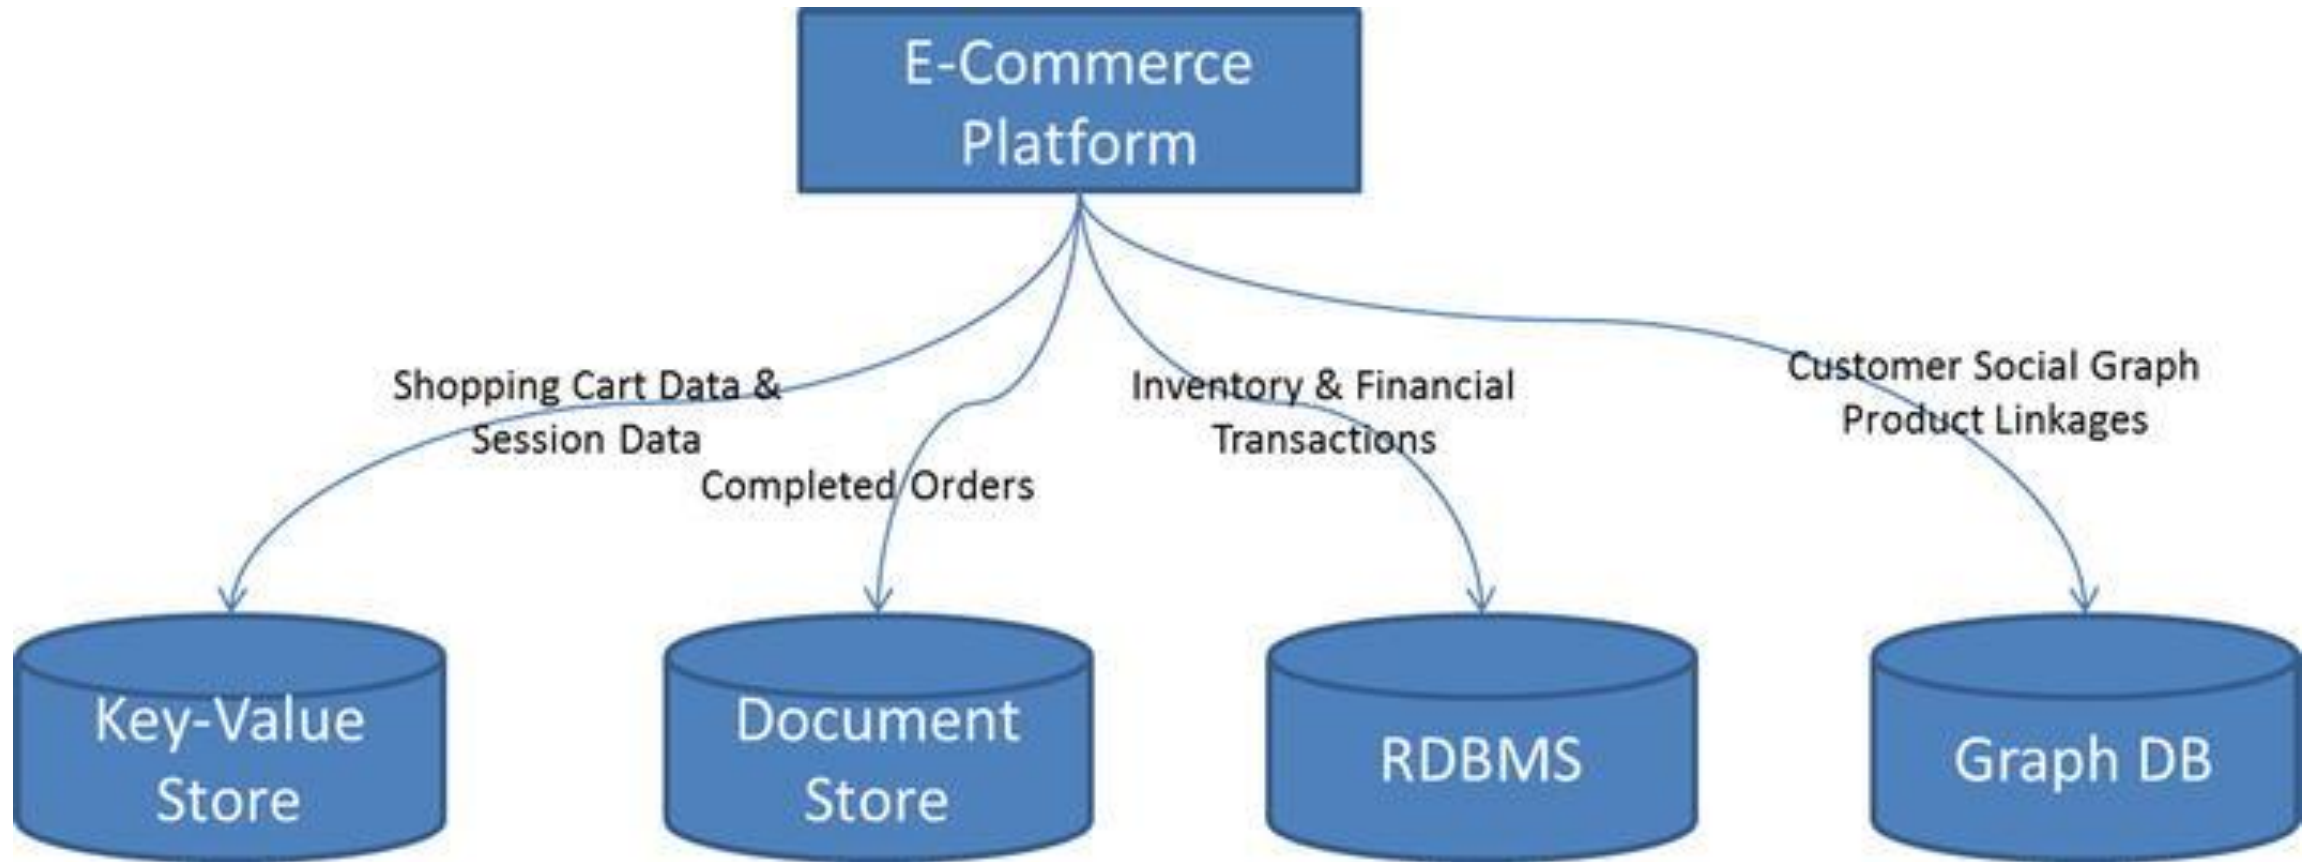 E-Commerce
Platform
Shopping Cart Data &
Session Data
Completed Orders
Inventory & Financial
Transactions
Customer Social Graph
Product Linkages
Key-Value
Store
Document
Store
RDBMS
Graph DB